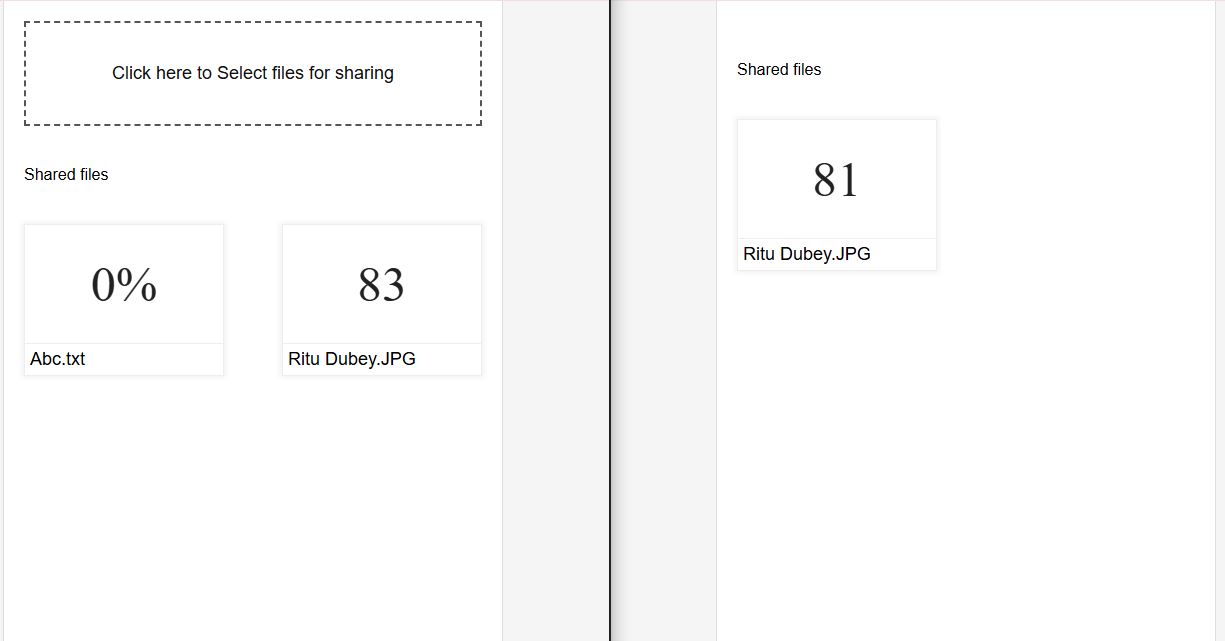 Click here to Select files for sharing
Shared files
0%
83
Abc.txt
Ritu Dubey.JPG
Shared files
81
Ritu Dubey.JPG